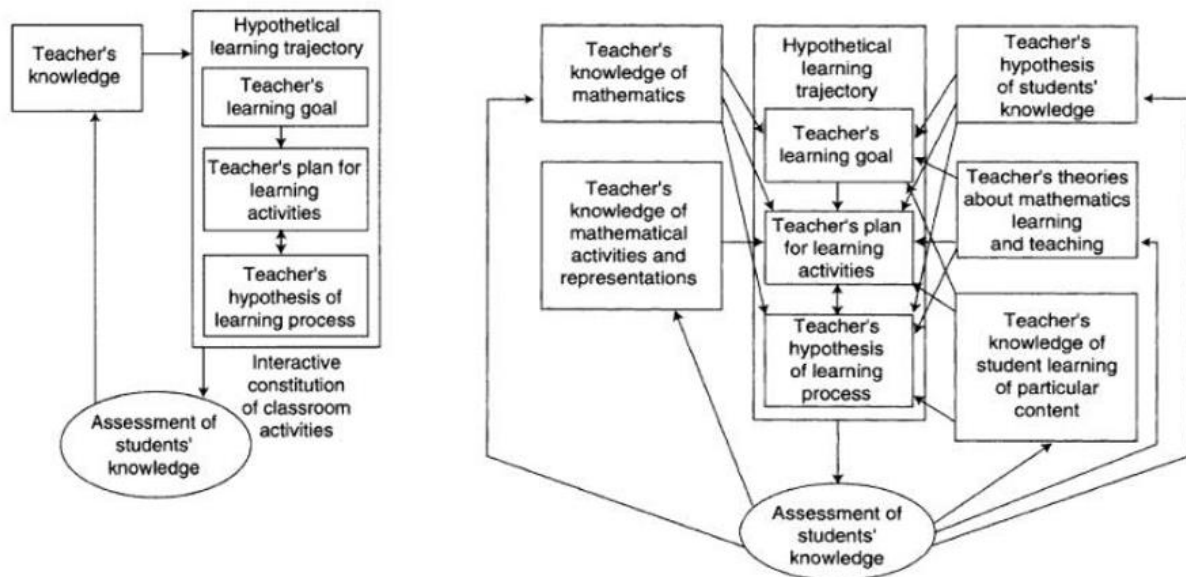 Teacher's
knowledge
Hypothetical
learning trajectory
Teacher's
learning goal
Teacher's plan for
learning
activities
Teacher's
hypothesis of
learning process
Interactive
constitution
of classroom
activities
Assessment of
students'
knowledge
Teacher's
knowledge of
mathematics
Teacher's
knowledge of
mathematical
activities and
representations
Hypothetical
learning
trajectory
Teacher's
learning goal
Teacher's plan
for learning
activities
Teacher's
hypothesis
of learning
process
Teacher's
hypothesis
of students'
knowledge
Teacher's theories
about mathematics
learning
and teaching
Teacher's
knowledge of
student learning
of particular
content
Assessment of
students'
knowledge